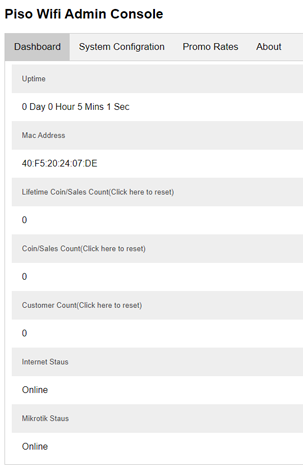 Piso Wifi Admin Console
Dashboard System Configration Promo Rates About
Uptime
0 Day 0 Hour 5 Mins 1 Sec
Mac Address
40:F5:20:24:07:DE
Lifetime Coin/Sales Count(Click here to reset)
0
Coin/Sales Count(Click here to reset)
0
Customer Count(Click here to reset)
0
Internet Staus
Online
Mikrotik Staus
Online